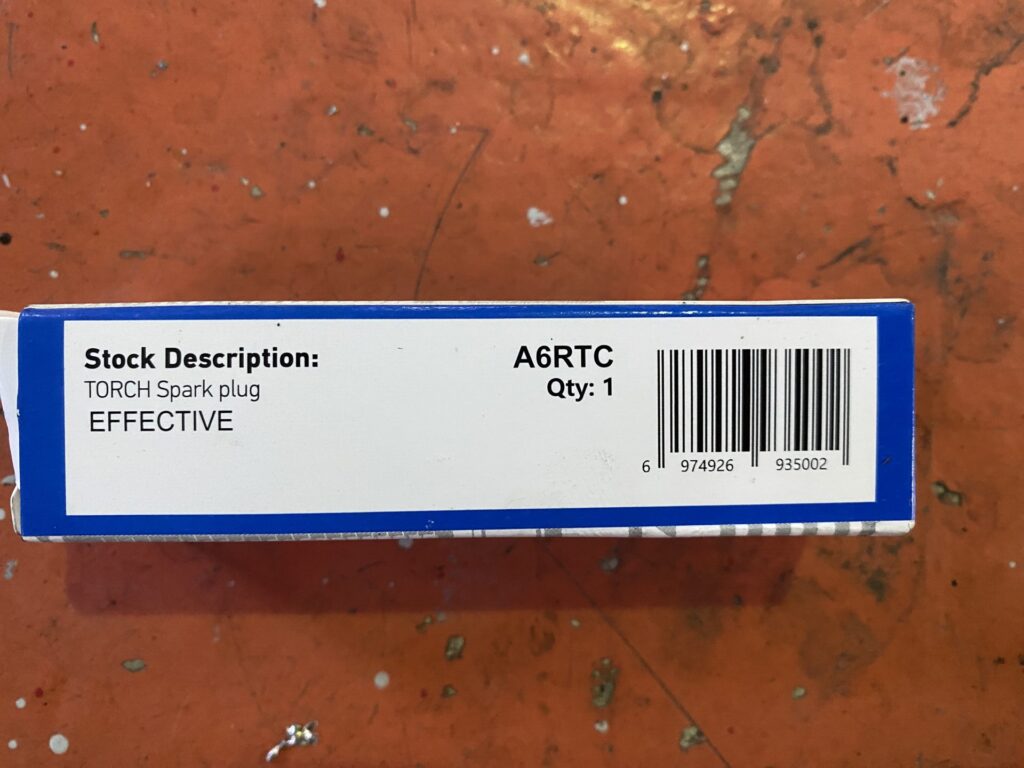 Stock Description:
TORCH Spark plug
EFFECTIVE
A6RTC
Qty: 1
6 974926 935002